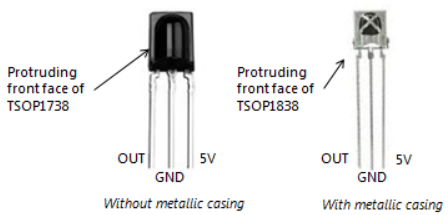 Protruding
front face of
TSOP1738
OUT
GND
5V
Without metallic casing
Protruding
front face of
TSOP1838
OUT
GND
5V
With metallic casing